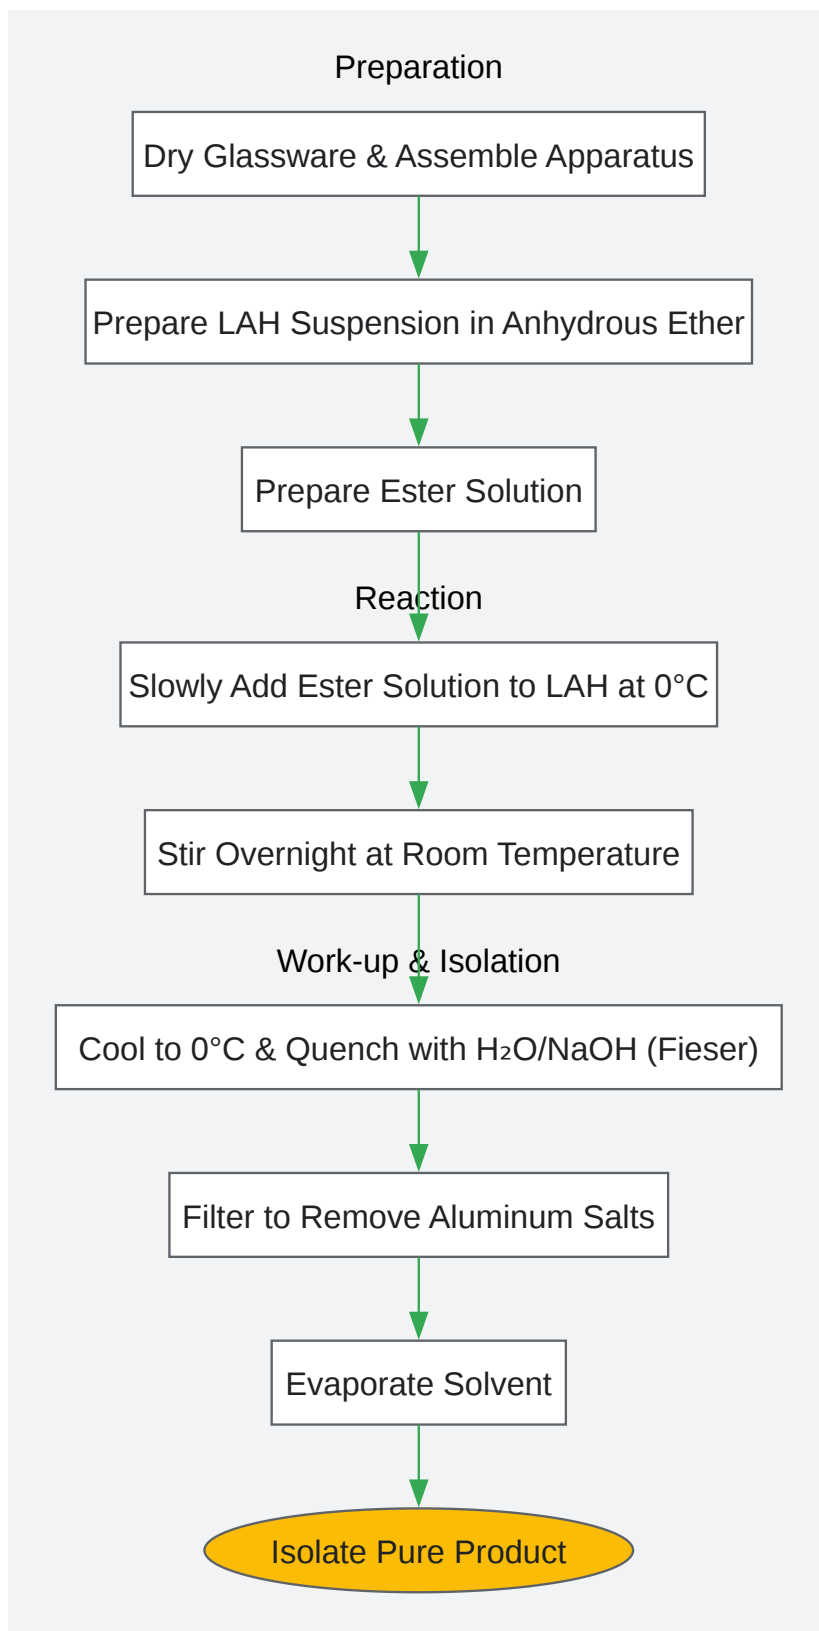 Preparation
Dry Glassware & Assemble Apparatus
Prepare LAH Suspension in Anhydrous Ether
Prepare Ester Solution
Reaction
Slowly Add Ester Solution to LAH at 0°C
Stir Overnight at Room Temperature
Work-up & Isolation
Cool to 0°C & Quench with H₂O/NaOH (Fieser)
Filter to Remove Aluminum Salts
Evaporate Solvent
Isolate Pure Product